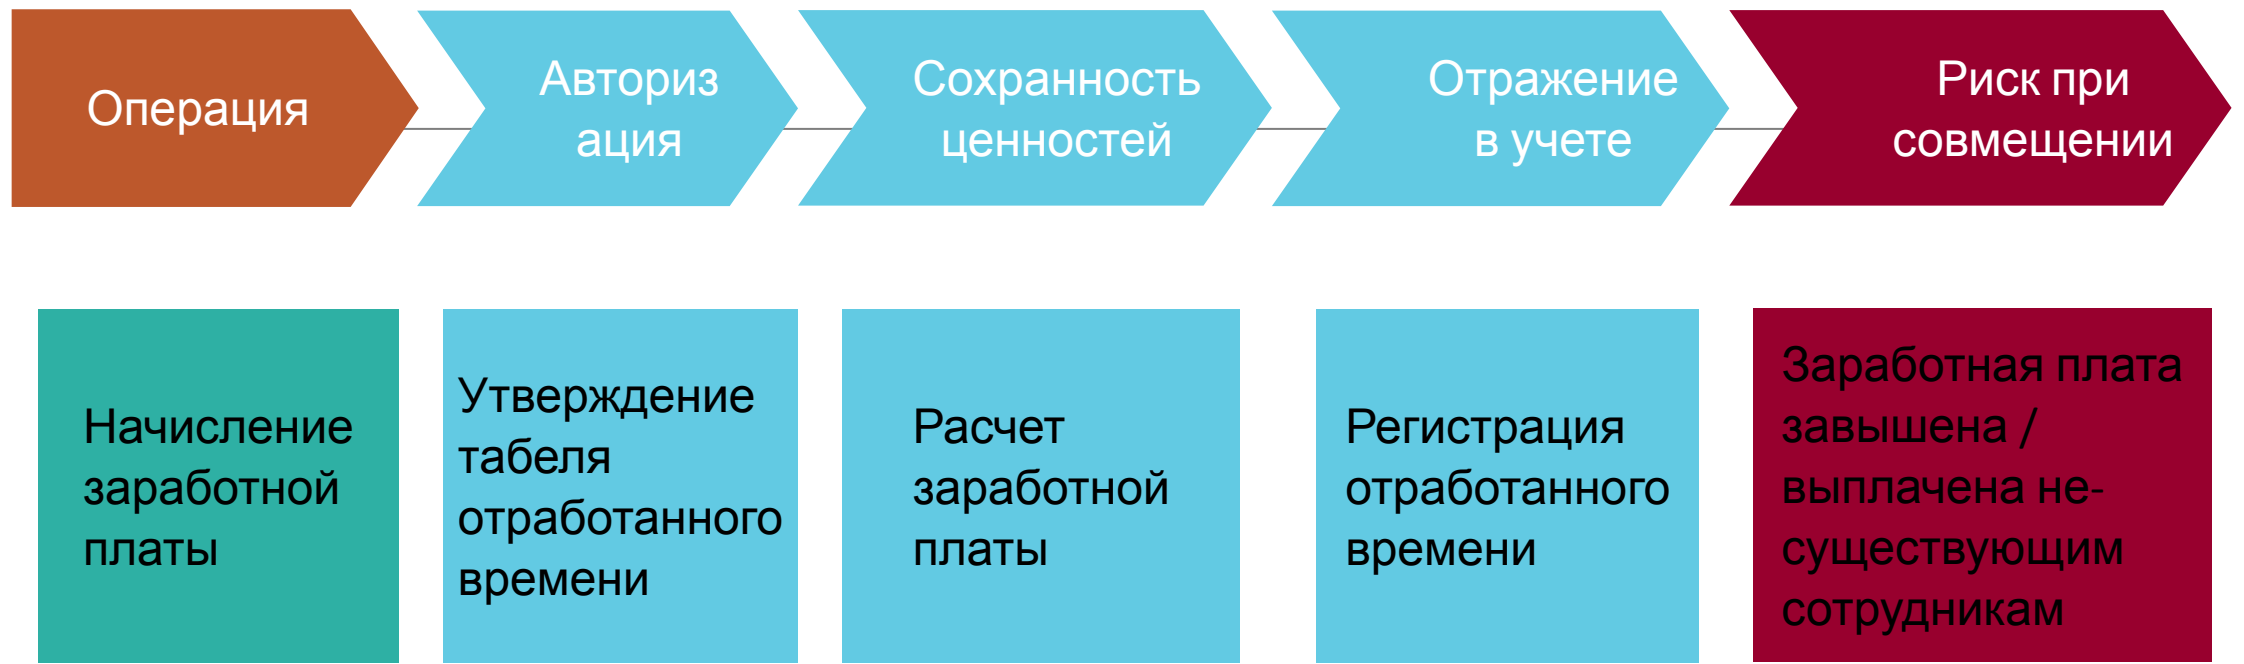 Операция
Авториз
ация
Сохранность
ценностей
Отражение
в учете
Риск при
совмещении
Начисление
заработной
платы
Утверждение
табеля
отработанного
времени
Расчет
заработной
платы
Регистрация
отработанного
времени
Заработная плата
завышена /
выплачена не-
существующим
сотрудникам